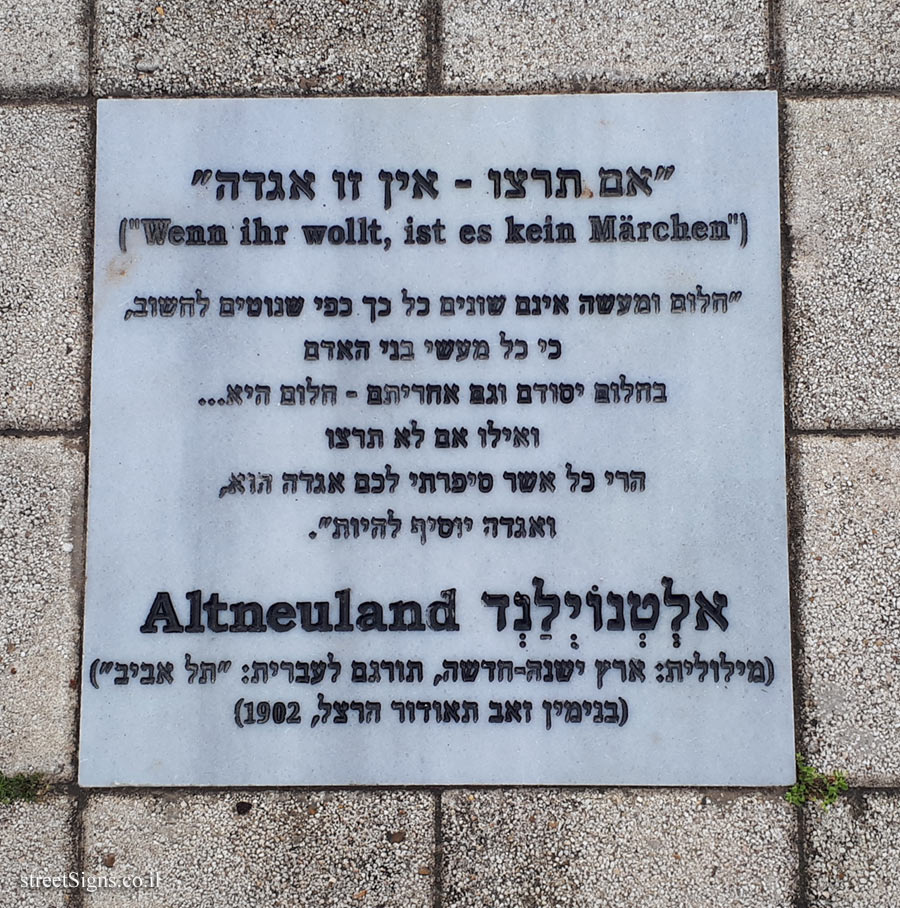 "אם תרצו - אין זו אגדה"
("Wenn ihr wollt, ist es kein Märchen")
"חלום ומעשה אינם שונים כל כך כפי שנוטים לחשוב,
כי כל מעשי בני האדם
בחלום יסודם וגם אחריתם - חלום היא...
ואילו אם לא תרצו
הרי כל אשר סיפרתי לכם אגדה הוא,
ואגדה יוסיף להיות".
אַלְטְנוֹיְלַנְד Altneuland
(מילולית: ארץ ישנה-חדשה, תורגם לעברית: "תל אביב")
(בנימין זאב תאודור הרצל, 1902)
streetSigns.co.il